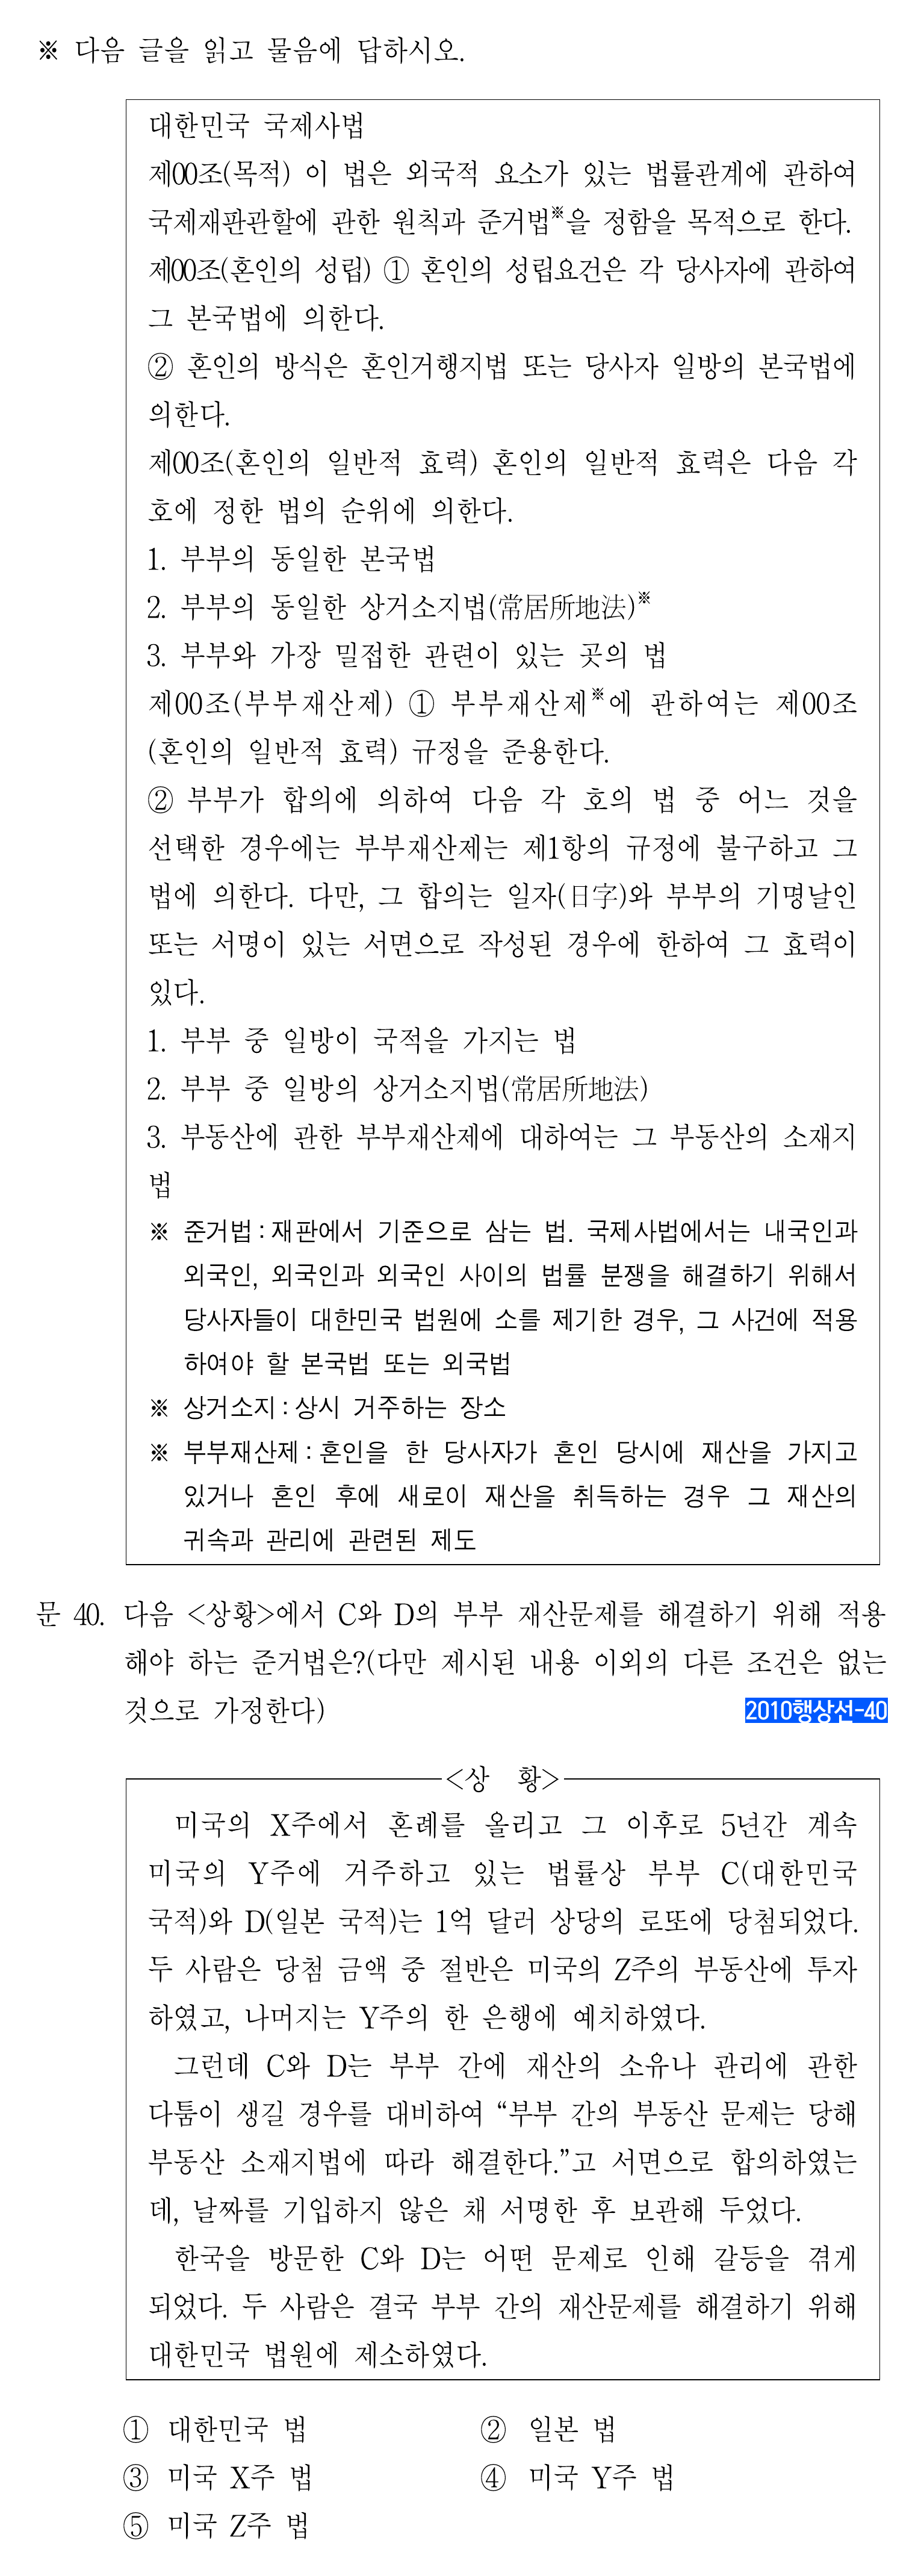 ※ 다음 글을 읽고 물음에 답하시오.
대한민국 국제사법
제00조(목적) 이 법은 외국적 요소가 있는 법률관계에 관하여
국제재판관할에 관한 원칙과 준거법※을 정함을 목적으로 한다.
제00조(혼인의 성립) ① 혼인의 성립요건은 각 당사자에 관하여
그 본국법에 의한다.
② 혼인의 방식은 혼인거행지법 또는 당사자 일방의 본국법에
의한다.
제00조(혼인의 일반적 효력) 혼인의 일반적 효력은 다음 각
호에 정한 법의 순위에 의한다.
1. 부부의 동일한 본국법
2. 부부의 동일한 상거소지법(常居所地法)※
3. 부부와 가장 밀접한 관련이 있는 곳의 법
제00조(부부재산제) ① 부부재산제※에 관하여는 제00조
(혼인의 일반적 효력) 규정을 준용한다.
② 부부가 합의에 의하여 다음 각 호의 법 중 어느 것을
선택한 경우에는 부부재산제는 제1항의 규정에 불구하고 그
법에 의한다. 다만, 그 합의는 일자(日字)와 부부의 기명날인
또는 서명이 있는 서면으로 작성된 경우에 한하여 그 효력이
있다.
1. 부부 중 일방이 국적을 가지는 법
2. 부부 중 일방의 상거소지법(常居所地法)
3. 부동산에 관한 부부재산제에 대하여는 그 부동산의 소재지
법
※ 준거법 : 재판에서 기준으로 삼는 법. 국제사법에서는 내국인과
외국인, 외국인과 외국인 사이의 법률 분쟁을 해결하기 위해서
당사자들이 대한민국 법원에 소를 제기한 경우, 그 사건에 적용
하여야 할 본국법 또는 외국법
※ 상거소지 : 상시 거주하는 장소
※ 부부재산제 : 혼인을 한 당사자가 혼인 당시에 재산을 가지고
있거나 혼인 후에 새로이 재산을 취득하는 경우 그 재산의
귀속과 관리에 관련된 제도
문 40. 다음 <상황>에서 C와 D의 부부 재산문제를 해결하기 위해 적용
해야 하는 준거법은?(다만 제시된 내용 이외의 다른 조건은 없는
것으로 가정한다) 2010행상선-40
<상 황>
미국의 X주에서 혼례를 올리고 그 이후로 5년간 계속
미국의 Y주에 거주하고 있는 법률상 부부 C(대한민국
국적)와 D(일본 국적)는 1억 달러 상당의 로또에 당첨되었다.
두 사람은 당첨 금액 중 절반은 미국의 Z주의 부동산에 투자
하였고, 나머지는 Y주의 한 은행에 예치하였다.
그런데 C와 D는 부부 간에 재산의 소유나 관리에 관한
다툼이 생길 경우를 대비하여 “부부 간의 부동산 문제는 당해
부동산 소재지법에 따라 해결한다.”고 서면으로 합의하였는
데, 날짜를 기입하지 않은 채 서명한 후 보관해 두었다.
한국을 방문한 C와 D는 어떤 문제로 인해 갈등을 겪게
되었다. 두 사람은 결국 부부 간의 재산문제를 해결하기 위해
대한민국 법원에 제소하였다.
① 대한민국 법 ② 일본 법
③ 미국 X주 법 ④ 미국 Y주 법
⑤ 미국 Z주 법